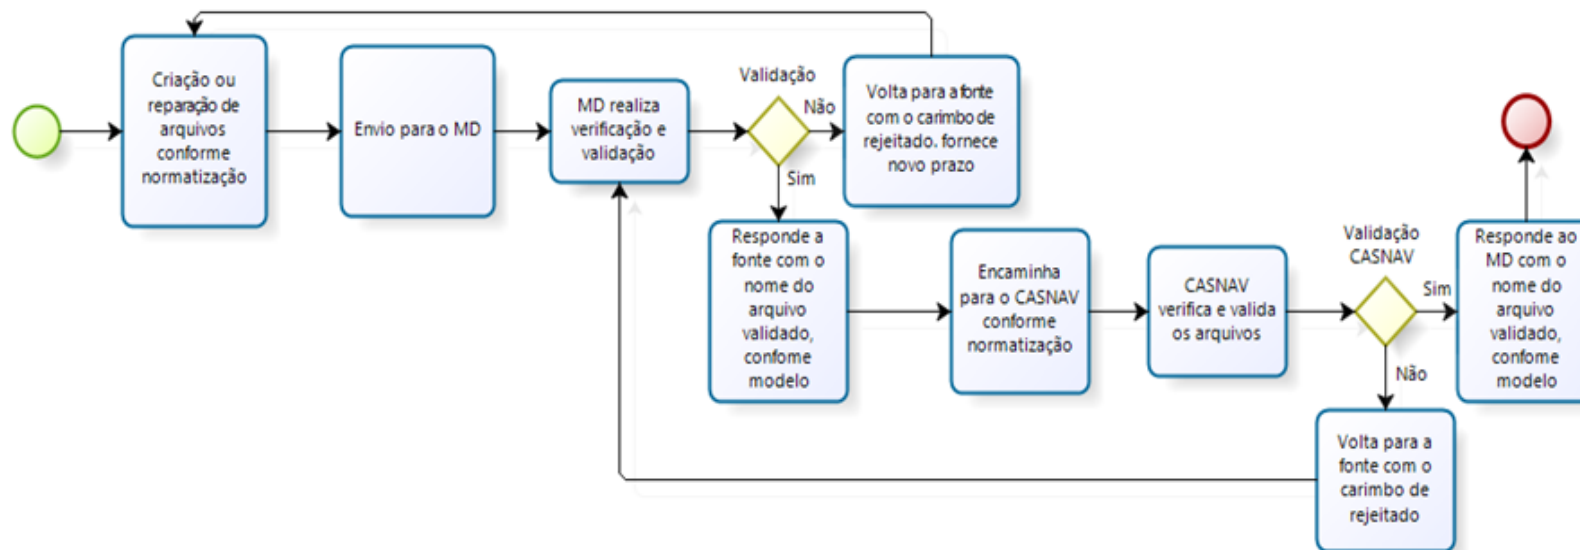 Criação ou
reparação de
arquivos
conforme
normatização
Envio para o MD
MD realiza
verificação e
validação
Validação
Não
Sim
Volta para a fonte
com o carimbo de
rejeitado. fornece
novo prazo
Responde a
fonte com o
nome do
arquivo
validado,
confome
modelo
Encaminha
para o CASNAV
conforme
normatização
CASNAV
verifica e valida
os arquivos
Validação
CASNAV
Sim
Não
Responde ao
MD com o
nome do
arquivo
validado,
confome
modelo
Volta para a
fonte com o
carimbo de
rejeitado